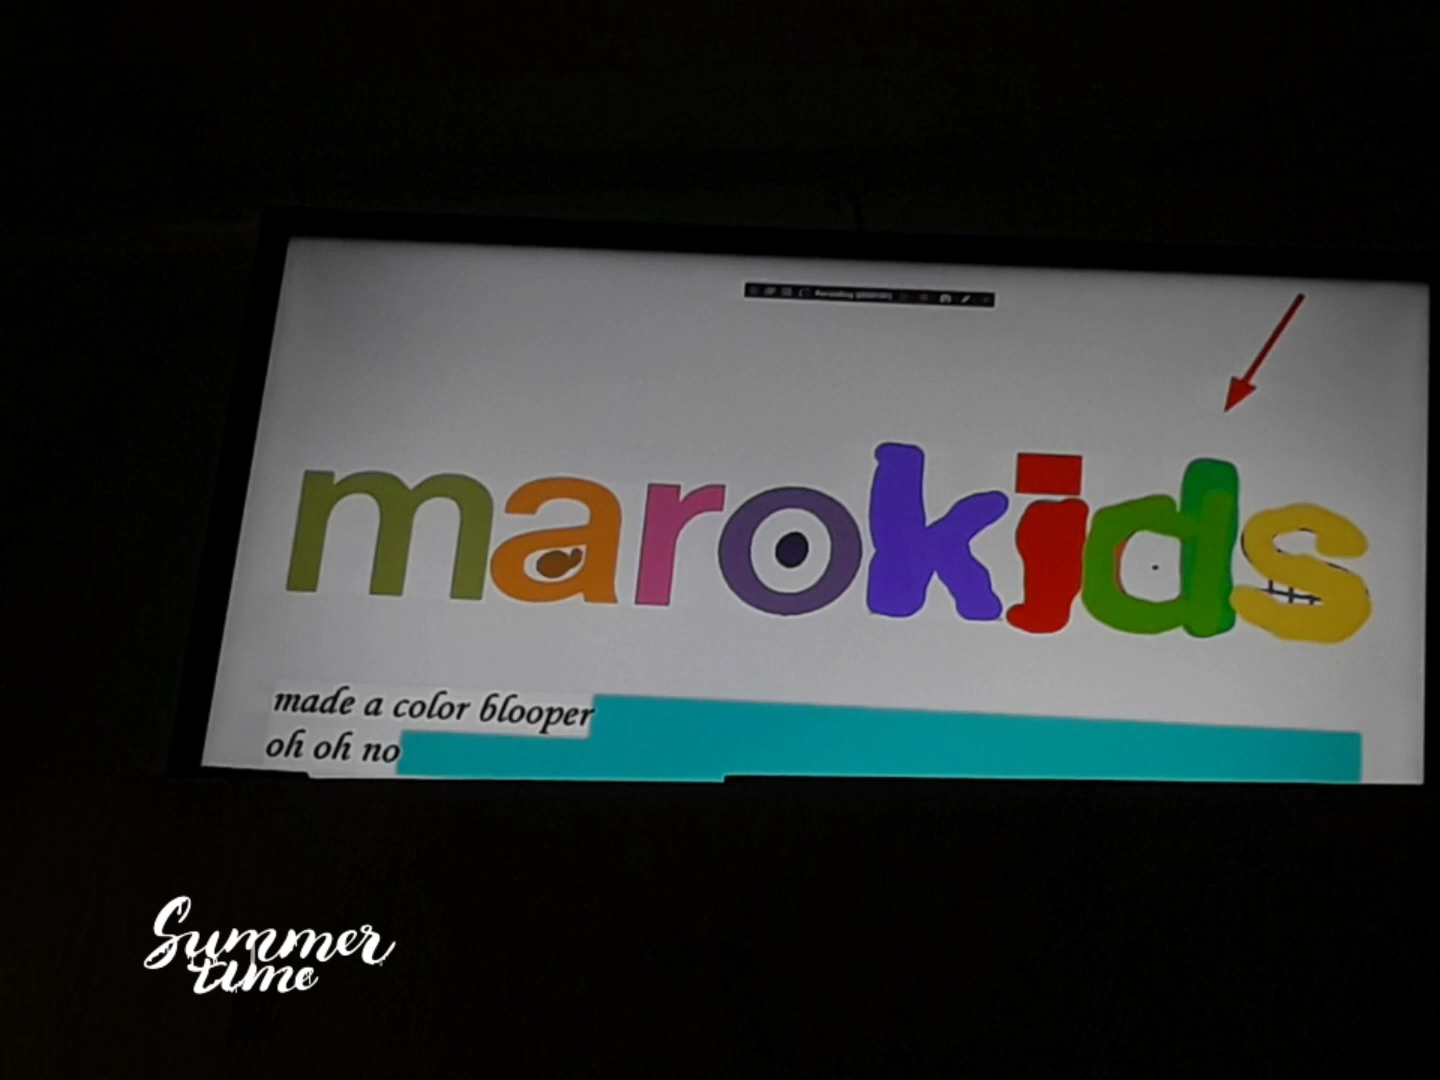 marokids
made a color blooper
oh oh no
Summer
time